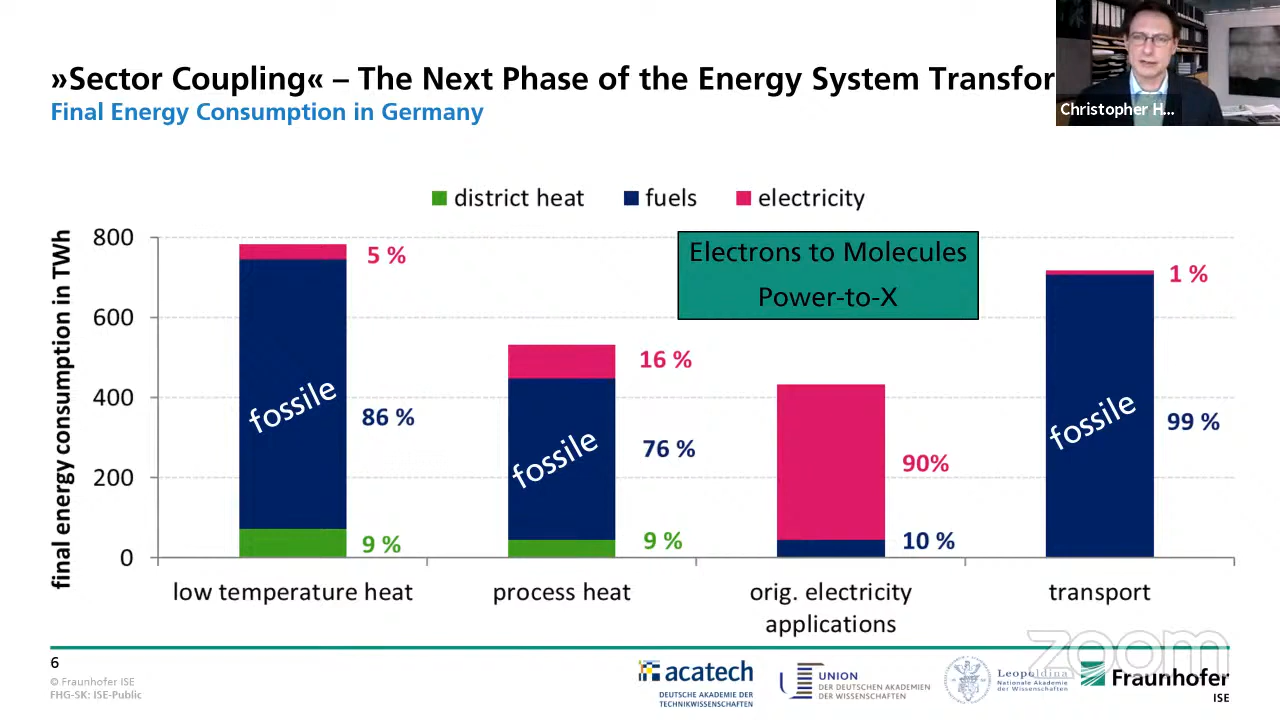 »Sector Coupling« – The Next Phase of the Energy System Transfor
Final Energy Consumption in Germany
Christopher H...
district heat fuels electricity
final energy consumption in TWh
800
600
400
200
0
Electrons to Molecules
Power-to-X
5 %
fossile
86 %
9 %
16 %
fossile
76 %
9 %
90%
10 %
1 %
fossile
99 %
low temperature heat
process heat
orig. electricity
applications
transport
6
© Fraunhofer ISE
FHG-SK: ISE-Public
acatech
DEUTSCHE AKADEMIE DER
TECHNIKWISSENSCHAFTEN
UNION
DER DEUTSCHEN AKADEMIEN
DER WISSENSCHAFTEN
Leopoldina
Nationale Akademie
der Wissenschaften
zoom
Fraunhofer
ISE